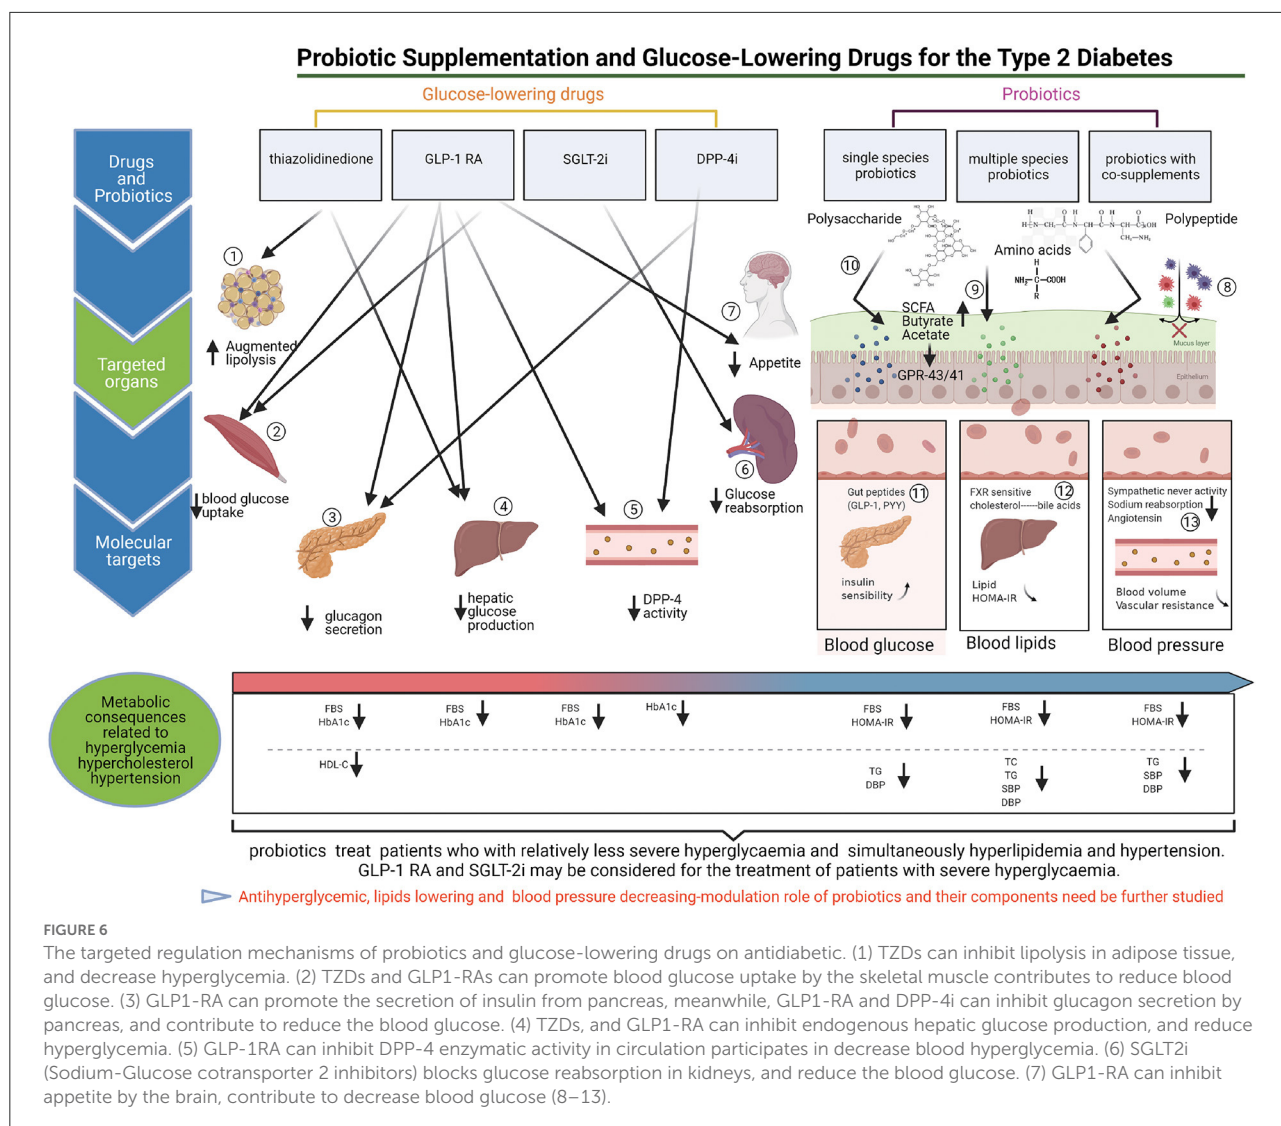 Probiotic Supplementation and Glucose-Lowering Drugs for the Type 2 Diabetes
Glucose-lowering drugs
Probiotics
Drugs
and
Probiotics
thiazolidinedione
GLP-1 RA
SGLT-2i
DPP-4i
single species
probiotics
multiple species
probiotics
probiotics with
co-supplements
Polysaccharide
Polypeptide
Amino acids
H
NH₂-C-COOH
R
1
Augmented
lipolysis
7
Appetite
10
9
8
SCFA
Butyrate
Acetate
GPR-43/41
Mucus layer
Epithellium
Targeted
organs
2
blood glucose
uptake
6
Glucose
reabsorption
Molecular
targets
3
glucagon
secretion
4
hepatic
glucose
production
5
DPP-4
activity
Gut peptides
(GLP-1, PYY)
11
insulin
sensibility
Blood glucose
FXR sensitive
12
cholesterol-----bile acids
Lipid
HOMA-IR
Blood lipids
Sympathetic never activity
Sodium reabsorption
Angiotensin
13
Blood volume
Vascular resistance
Blood pressure
Metabolic
consequences
related to
hyperglycemia
hypercholesterol
hypertension
FBS
HbA1c
FBS
HbA1c
FBS
HbA1c
HbA1c
FBS
HOMA-IR
FBS
HOMA-IR
FBS
HOMA-IR
HDL-C
TG
DBP
TC
TG
SBP
DBP
TG
SBP
DBP
probiotics treat patients who with relatively less severe hyperglycaemia and simultaneously hyperlipidemia and hypertension.
GLP-1 RA and SGLT-2i may be considered for the treatment of patients with severe hyperglycaemia.
Antihyperglycemic, lipids lowering and blood pressure decreasing-modulation role of probiotics and their components need be further studied
FIGURE 6
The targeted regulation mechanisms of probiotics and glucose-lowering drugs on antidiabetic. (1) TZDs can inhibit lipolysis in adipose tissue,
and decrease hyperglycemia. (2) TZDs and GLP1-RAs can promote blood glucose uptake by the skeletal muscle contributes to reduce blood
glucose. (3) GLP1-RA can promote the secretion of insulin from pancreas, meanwhile, GLP1-RA and DPP-4i can inhibit glucagon secretion by
pancreas, and contribute to reduce the blood glucose. (4) TZDs, and GLP1-RA can inhibit endogenous hepatic glucose production, and reduce
hyperglycemia. (5) GLP-1RA can inhibit DPP-4 enzymatic activity in circulation participates in decrease blood hyperglycemia. (6) SGLT2i
(Sodium-Glucose cotransporter 2 inhibitors) blocks glucose reabsorption in kidneys, and reduce the blood glucose. (7) GLP1-RA can inhibit
appetite by the brain, contribute to decrease blood glucose (8–13).